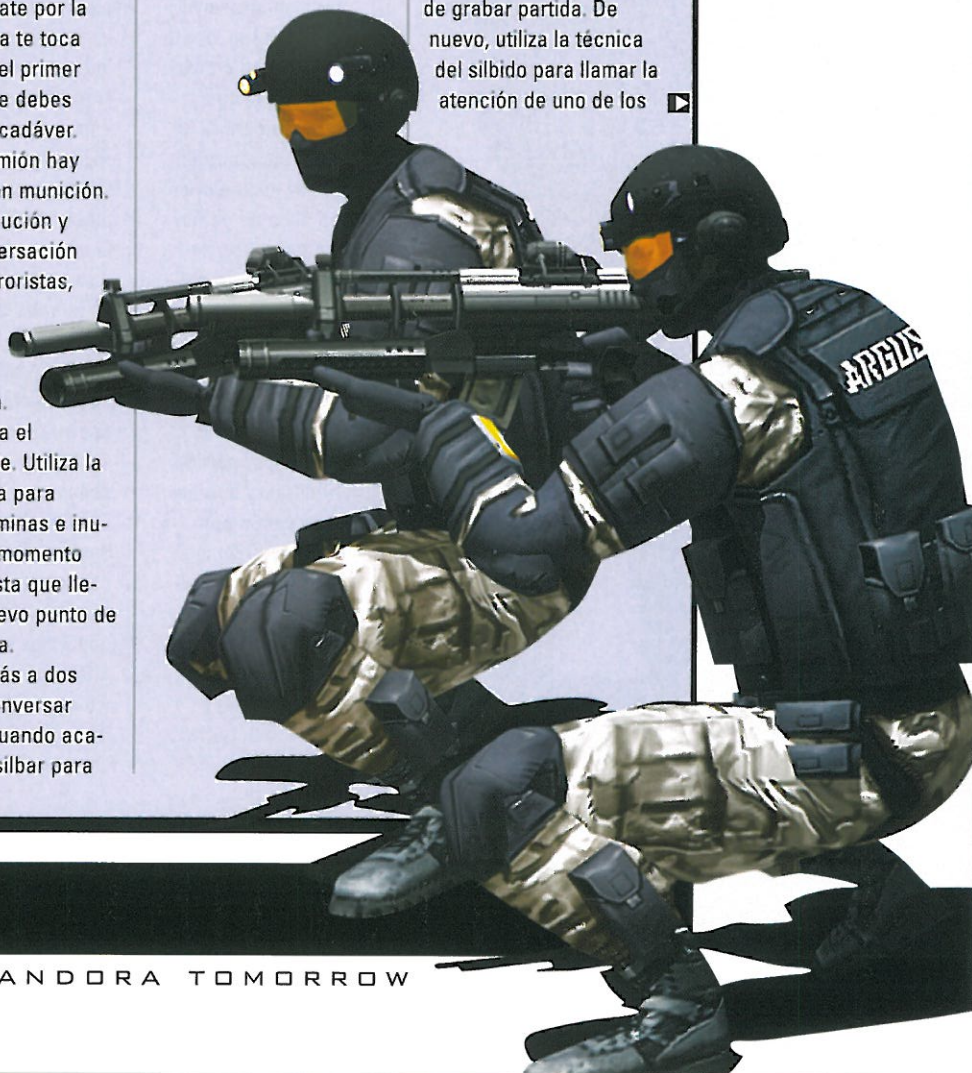 ate por la
a te toca
el primer
e debes
cadáver.
mión hay
en munición.
ución y
ersación
roristas,
a el
e. Utiliza la
a para
minas e inu-
momento
sta que lle-
evo punto de
a.
ás a dos
nversar
uando aca-
silbar para
de grabar partida. De
nuevo, utiliza la técnica
del silbido para llamar la
atención de uno de los
ARGUS
ANDORA TOMORROW